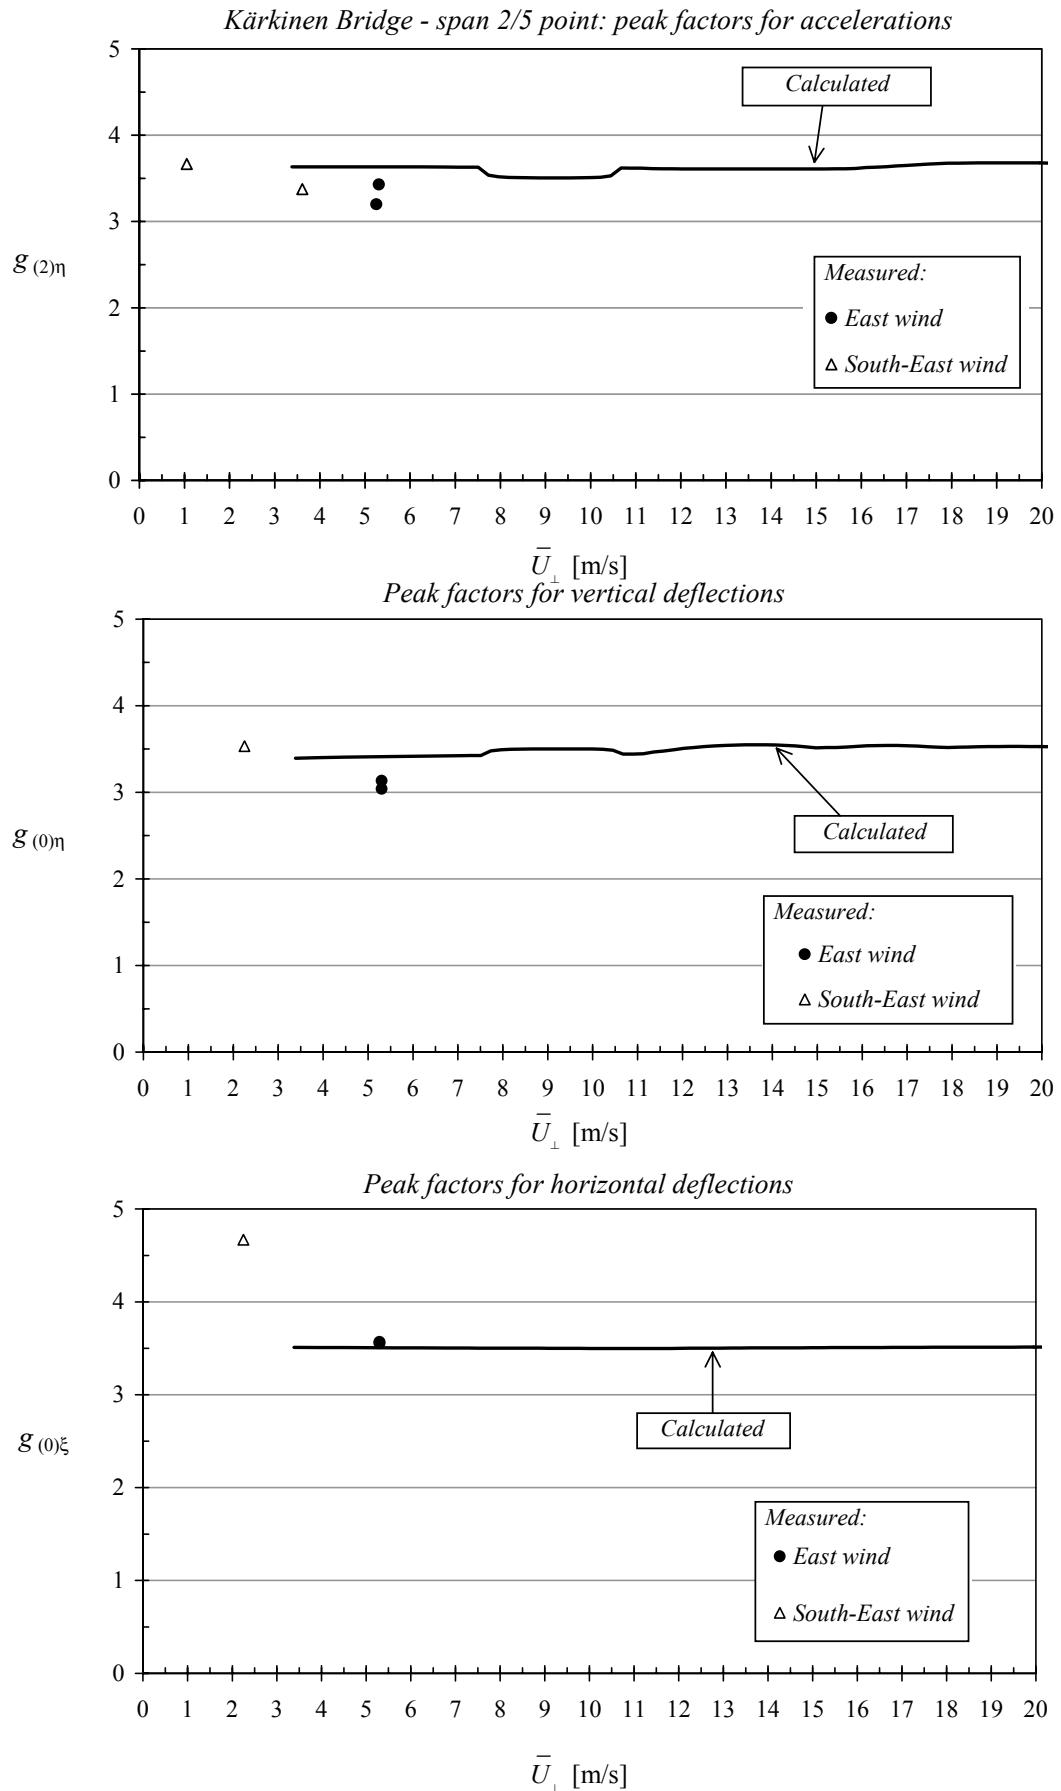 Kärkinen Bridge - span 2/5 point: peak factors for accelerations
5
Calculated
4
3
g (2)η
Measured:
2
East wind
South-East wind
1
0
0 1 2 3 4 5 6 7 8 9 10 11 12 13 14 15 16 17 18 19 20
U̅⊥ [m/s]
Peak factors for vertical deflections
5
4
3
g (0)η
Calculated
2
Measured:
East wind
1
South-East wind
0
0 1 2 3 4 5 6 7 8 9 10 11 12 13 14 15 16 17 18 19 20
U̅⊥ [m/s]
Peak factors for horizontal deflections
5
4
3
g (0)ξ
Calculated
2
Measured:
East wind
1
South-East wind
0
0 1 2 3 4 5 6 7 8 9 10 11 12 13 14 15 16 17 18 19 20
U̅⊥ [m/s]